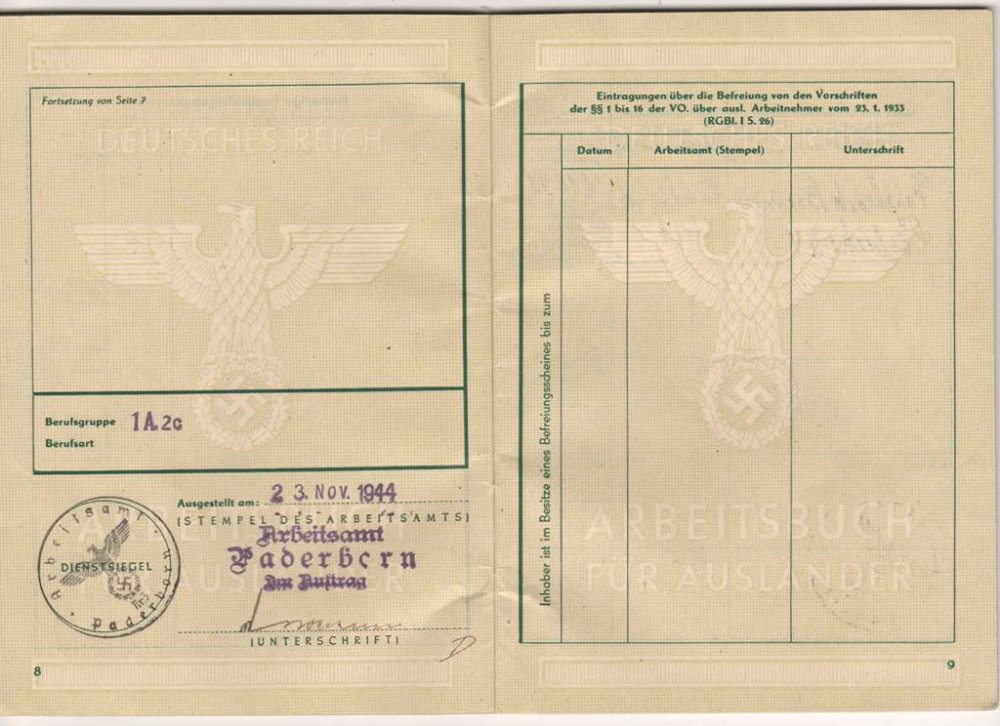 Fortsetzung von Seite 7
DEUTSCHES REICH
Berufsgruppe 1A.2c
Berufsart
Ausgestellt am: 23. NOV. 1944
(STEMPEL DES ARBEITSAMTS)
Arbeitsamt
Paderborn
Im Auftrag
(UNTERSCHRIFT)
Arbeitsamt
DIENSTSIEGEL
Paderborn
ARBEITSBUCH
FÜR AUSLÄNDER
8
Eintragungen über die Befreiung von den Vorschriften
der §§ 1 bis 16 der VO. über ausl. Arbeitnehmer vom 23. 1. 1933
(RGBl. I S. 26)
Datum Arbeitsamt (Stempel) Unterschrift
Inhaber ist im Besitze eines Befreiungsscheines bis zum
ARBEITSBUCH
FÜR AUSLÄNDER
9